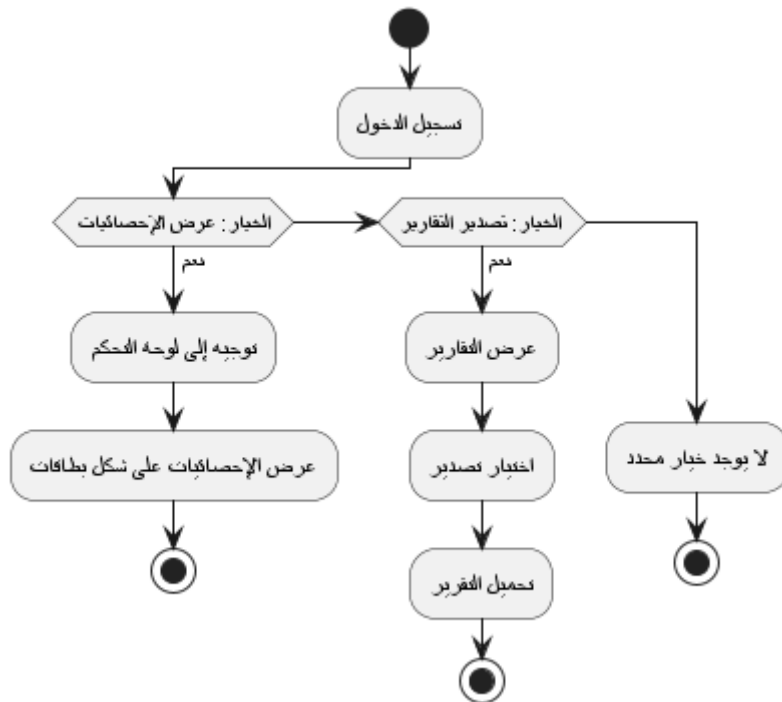 تسجيل الدخول
الخيار : عرض الإحصائيات
الخيار : تصدير التقارير
نعم
نعم
توجيه إلى لوحة التحكم
عرض التقارير
عرض الإحصائيات على شكل بطاقات
اختيار تصدير
لا يوجد خيار محدد
تحميل التقرير